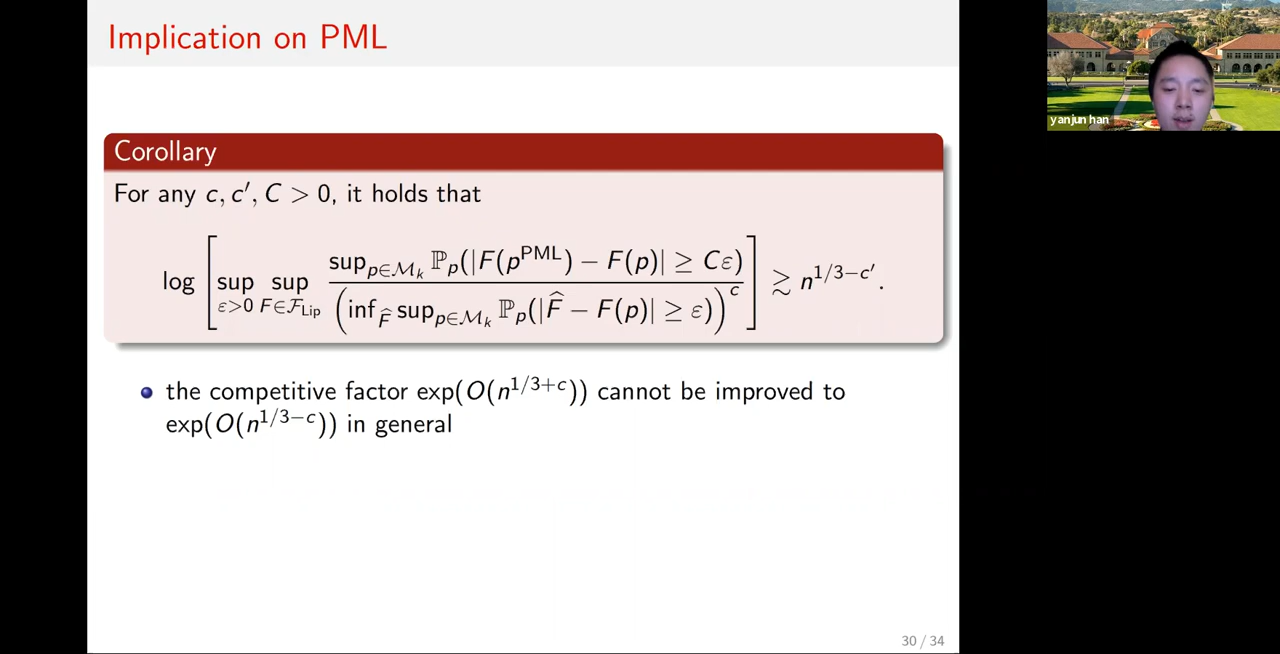 Implication on PML
yanjun han
Corollary
For any c, c′, C > 0, it holds that
log [ sup_{ε>0} sup_{F∈𝓕_Lip} sup_{p∈𝓜_k} ℙ_p(|F(p^PML) − F(p)| ≥ Cε) / (inf_{F̂} sup_{p∈𝓜_k} ℙ_p(|F̂ − F(p)| ≥ ε))^c ] ≳ n^{1/3−c′}.
the competitive factor exp(O(n^{1/3+c})) cannot be improved to
exp(O(n^{1/3−c})) in general
30 / 34